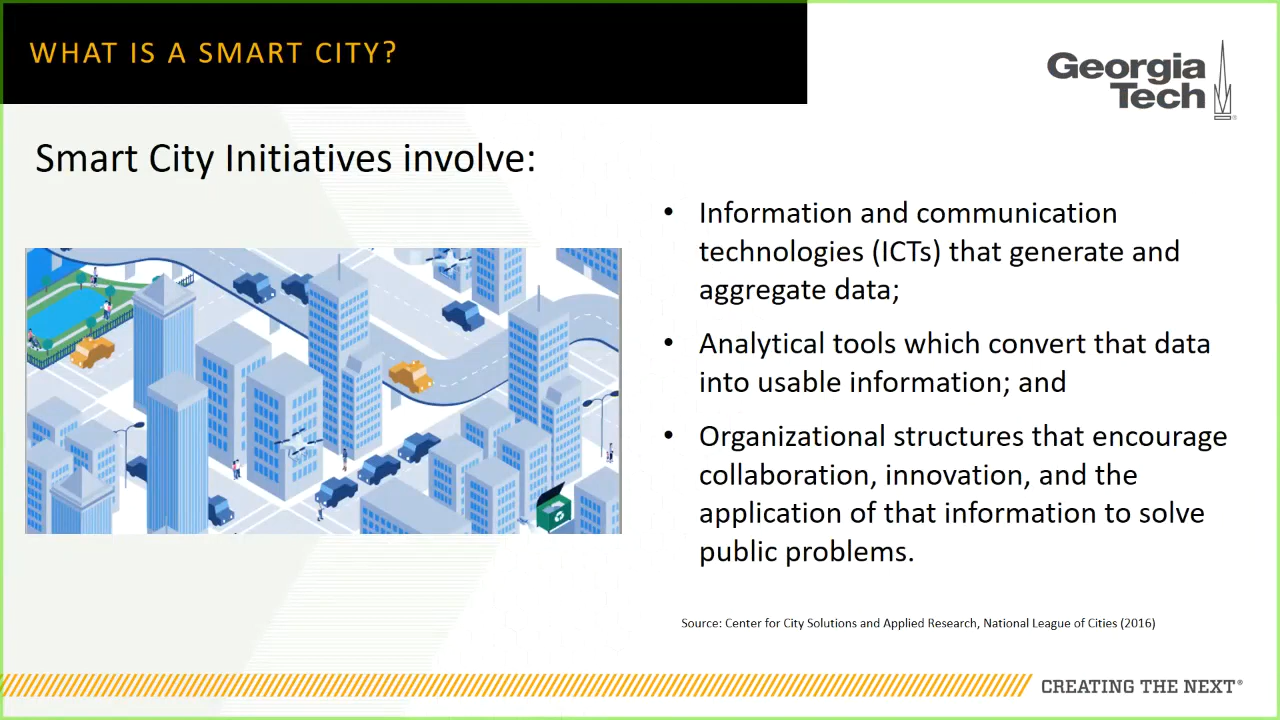 WHAT IS A SMART CITY?
Georgia
Tech
Smart City Initiatives involve:
• Information and communication
technologies (ICTs) that generate and
aggregate data;
• Analytical tools which convert that data
into usable information; and
• Organizational structures that encourage
collaboration, innovation, and the
application of that information to solve
public problems.
Source: Center for City Solutions and Applied Research, National League of Cities (2016)
CREATING THE NEXT®